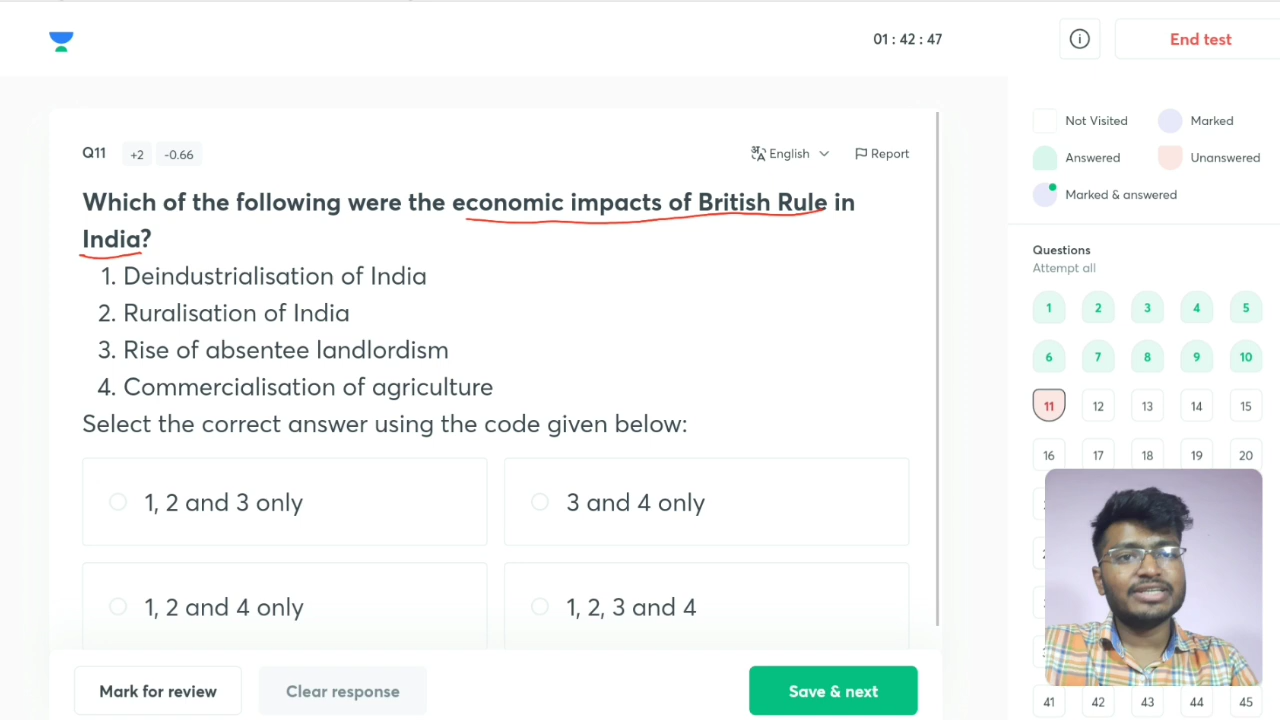 01 : 42 : 47
End test
Not Visited
Marked
Answered
Unanswered
Marked & answered
Q11 +2 -0.66
English
Report
Which of the following were the economic impacts of British Rule in
India?
1. Deindustrialisation of India
2. Ruralisation of India
3. Rise of absentee landlordism
4. Commercialisation of agriculture
Select the correct answer using the code given below:
1, 2 and 3 only
3 and 4 only
1, 2 and 4 only
1, 2, 3 and 4
Mark for review
Clear response
Save & next
Questions
Attempt all
1 2 3 4 5
6 7 8 9 10
11 12 13 14 15
16 17 18 19 20
41 42 43 44 45